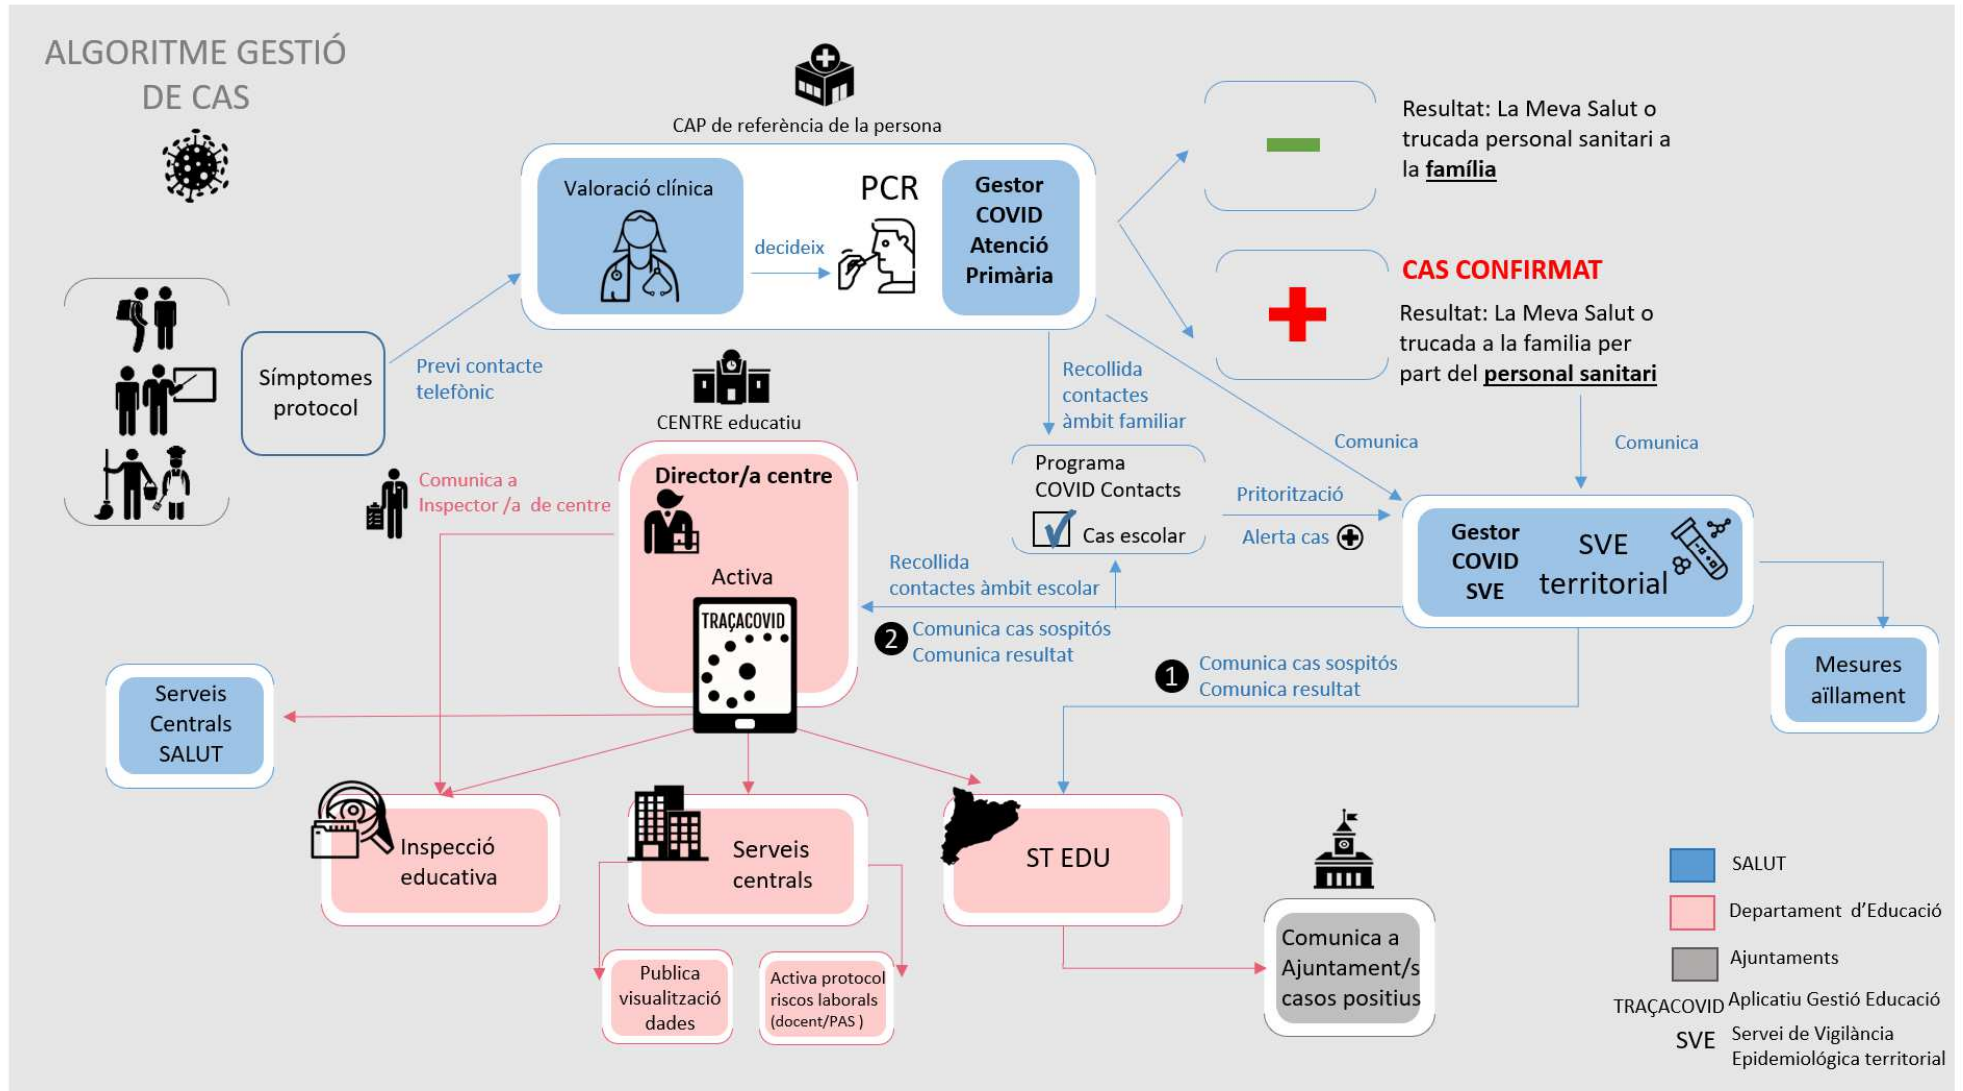 ALGORITME GESTIÓ
DE CAS
CAP de referència de la persona
Valoració clínica
decideix
PCR
Gestor
COVID
Atenció
Primària
Resultat: La Meva Salut o
trucada personal sanitari a
la família
CAS CONFIRMAT
Resultat: La Meva Salut o
trucada a la familia per
part del personal sanitari
Símptomes
protocol
Previ contacte
telefònic
CENTRE educatiu
Recollida
contactes
àmbit familiar
Comunica
Comunica
Comunica a
Inspector /a de centre
Director/a centre
Activa
TRAÇACOVID
Programa
COVID Contacts
Cas escolar
Pritorització
Alerta cas
Gestor
COVID
SVE
SVE
territorial
Recollida
contactes àmbit escolar
2
Comunica cas sospitós
Comunica resultat
1
Comunica cas sospitós
Comunica resultat
Mesures
aïllament
Serveis
Centrals
SALUT
Inspecció
educativa
Serveis
centrals
ST EDU
Publica
visualització
dades
Activa protocol
riscos laborals
(docent/PAS )
Comunica a
Ajuntament/s
casos positius
SALUT
Departament d'Educació
Ajuntaments
TRAÇACOVID Aplicatiu Gestió Educació
SVE Servei de Vigilància
Epidemiológica territorial